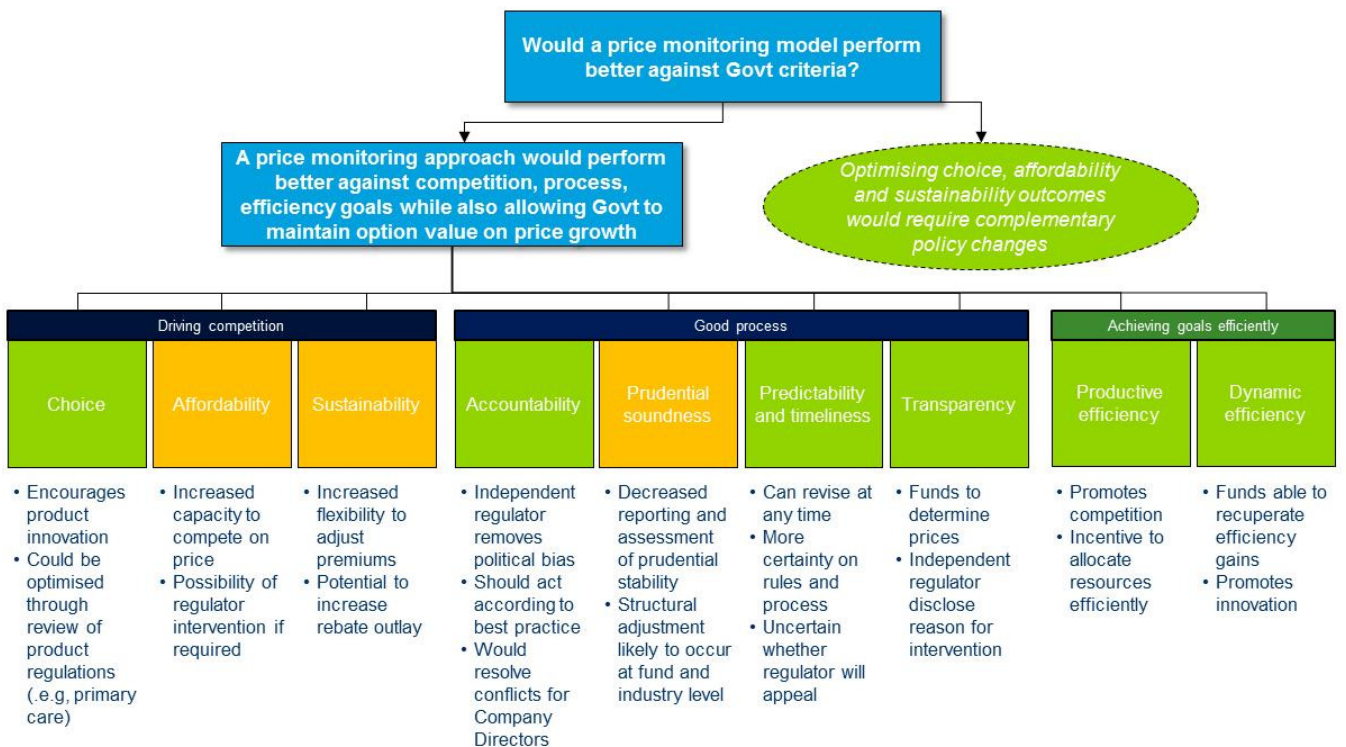 Would a price monitoring model perform
better against Govt criteria?
A price monitoring approach would perform
better against competition, process,
efficiency goals while also allowing Govt to
maintain option value on price growth
Optimising choice, affordability
and sustainability outcomes
would require complementary
policy changes
Driving competition
Good process
Achieving goals efficiently
Choice
Affordability
Sustainability
Accountability
Prudential
soundness
Predictability
and timeliness
Transparency
Productive
efficiency
Dynamic
efficiency
• Encourages
product
innovation
• Could be
optimised
through
review of
product
regulations
(.e.g, primary
care)
• Increased
capacity to
compete on
price
• Possibility of
regulator
intervention if
required
• Increased
flexibility to
adjust
premiums
• Potential to
increase
rebate outlay
• Independent
regulator
removes
political bias
• Should act
according to
best practice
• Would
resolve
conflicts for
Company
Directors
• Decreased
reporting and
assessment
of prudential
stability
• Structural
adjustment
likely to occur
at fund and
industry level
• Can revise at
any time
• More
certainty on
rules and
process
• Uncertain
whether
regulator will
appeal
• Funds to
determine
prices
• Independent
regulator
disclose
reason for
intervention
• Promotes
competition
• Incentive to
allocate
resources
efficiently
• Funds able to
recuperate
efficiency
gains
• Promotes
innovation